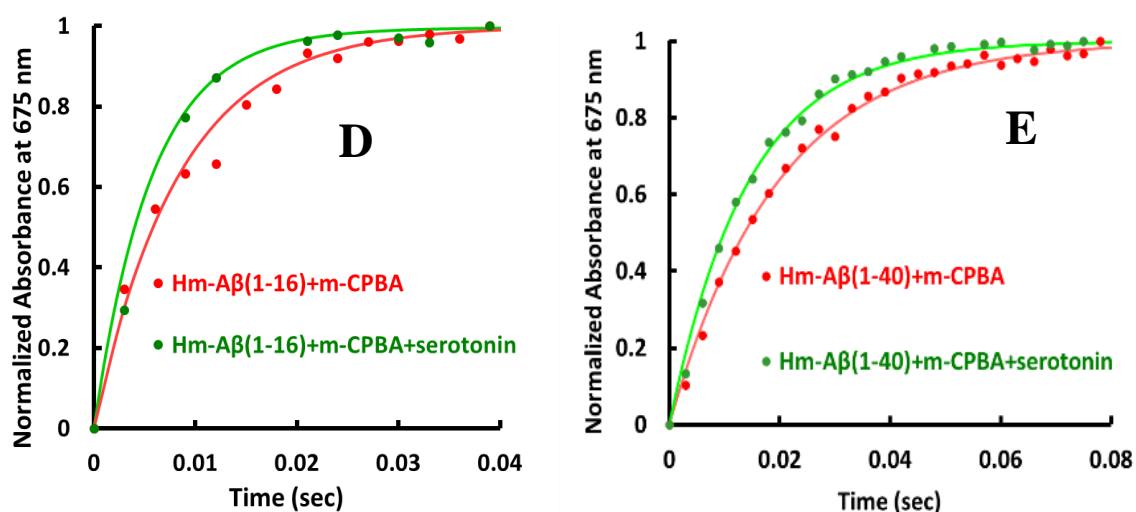 Normalized Absorbance at 675 nm
1
0.8
0.6
0.4
0.2
0
D
Hm-Aβ(1-16)+m-CPBA
Hm-Aβ(1-16)+m-CPBA+serotonin
0
0.01
0.02
0.03
0.04
Time (sec)
Normalized Absorbance at 675 nm
1
0.8
0.6
0.4
0.2
0
E
Hm-Aβ(1-40)+m-CPBA
Hm-Aβ(1-40)+m-CPBA+serotonin
0
0.02
0.04
0.06
0.08
Time (sec)